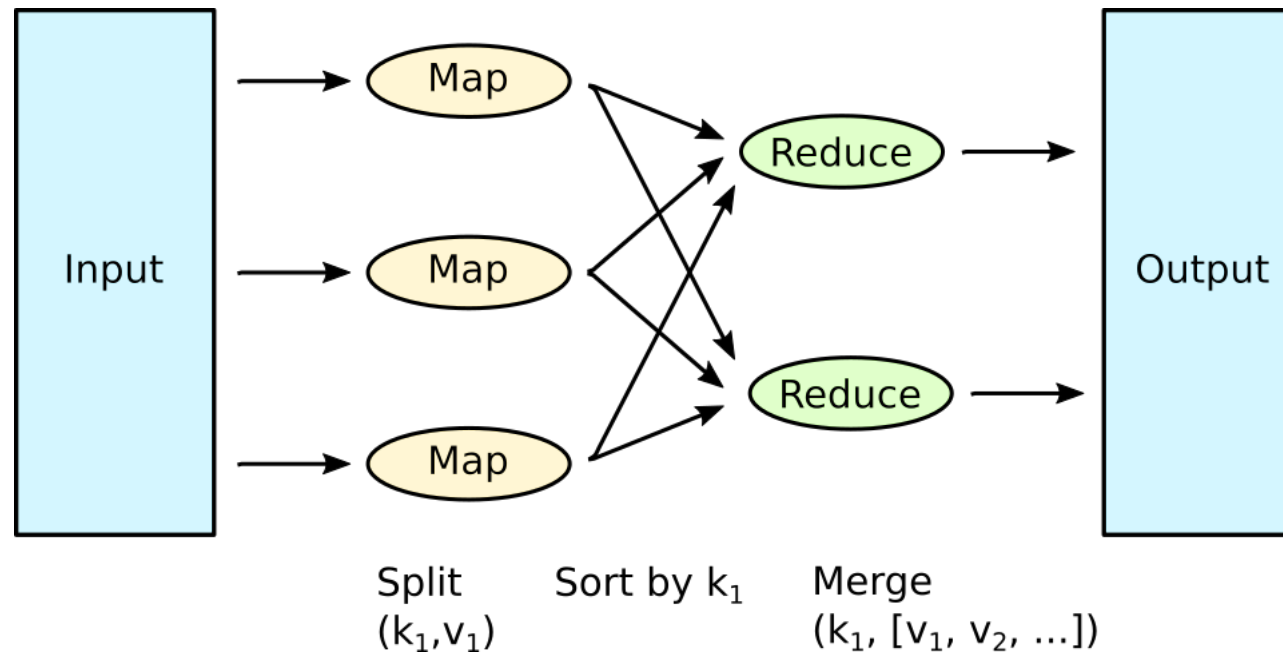 Input
Map
Map
Map
Reduce
Reduce
Output
Split
(k₁,v₁)
Sort by k₁
Merge
(k₁, [v₁, v₂, ...])